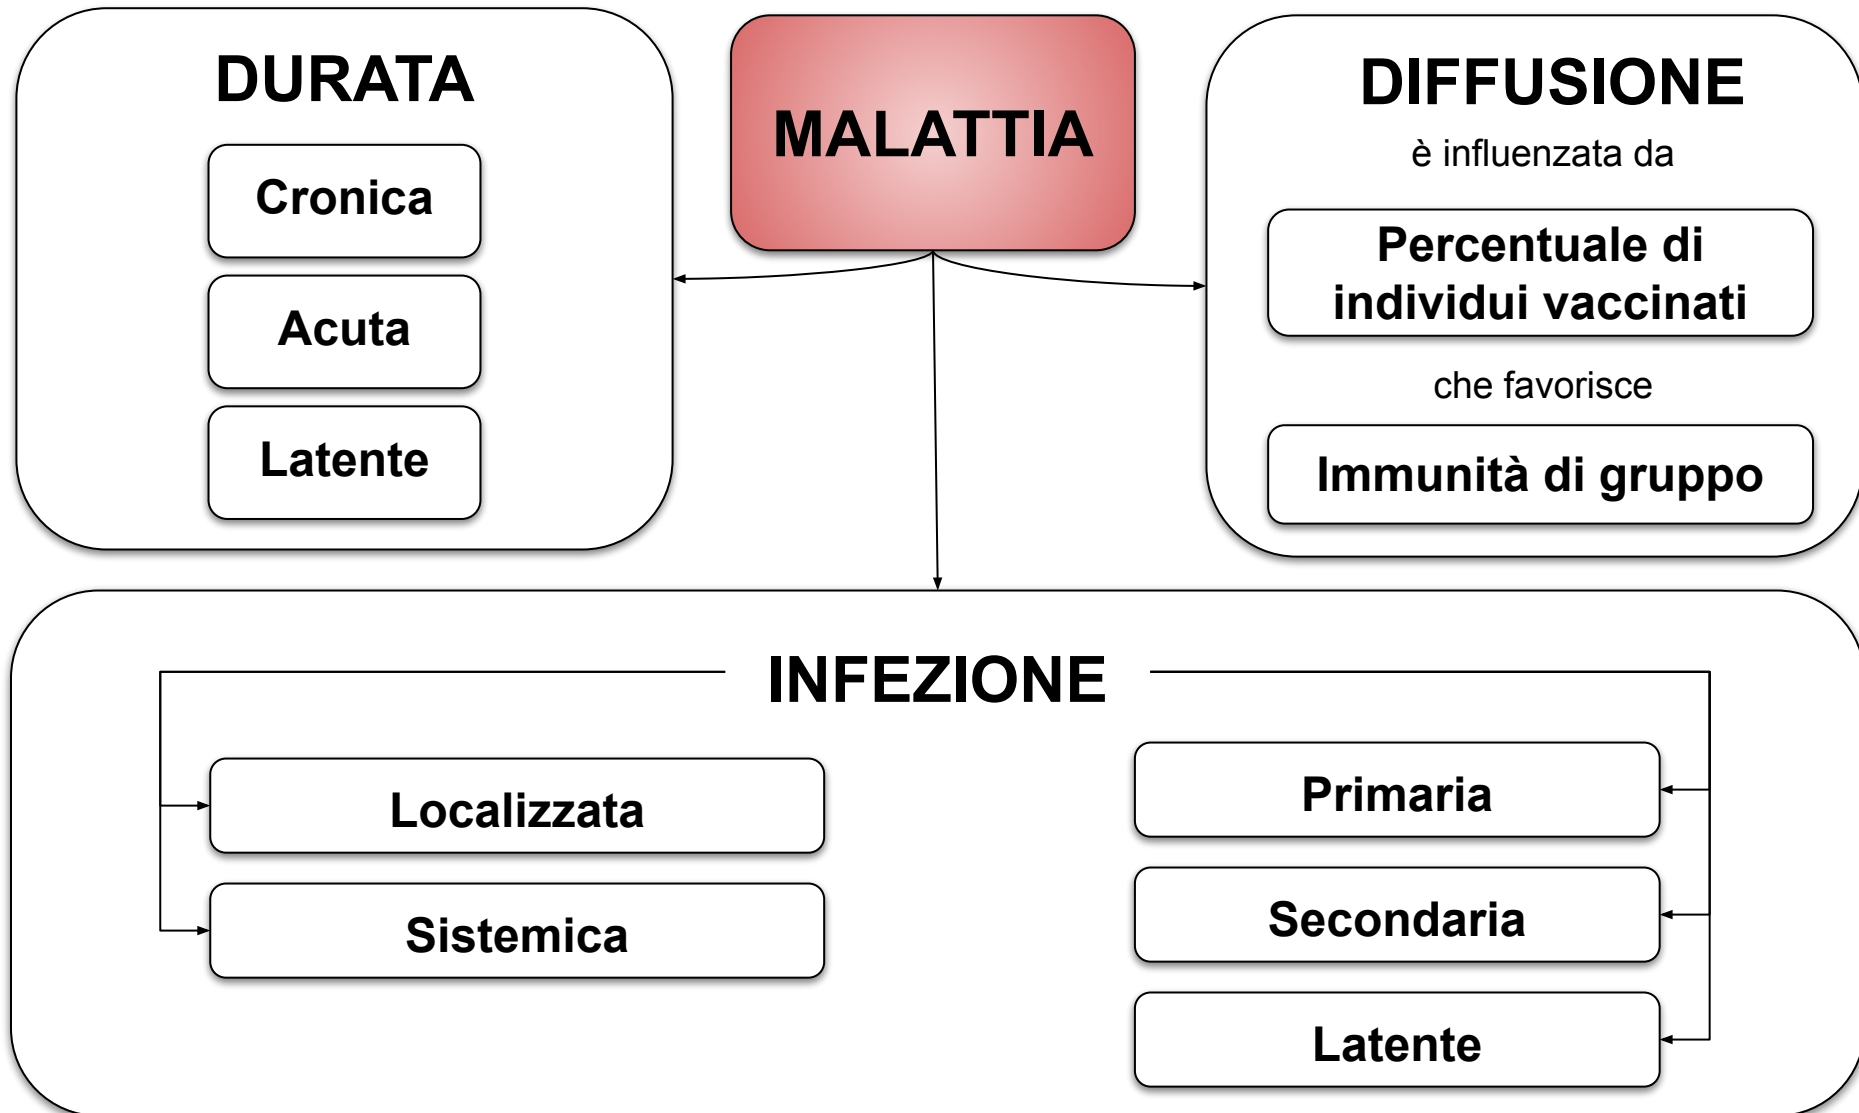 DURATA
Cronica
Acuta
Latente
MALATTIA
DIFFUSIONE
è influenzata da
Percentuale di
individui vaccinati
che favorisce
Immunità di gruppo
INFEZIONE
Localizzata
Sistemica
Primaria
Secondaria
Latente